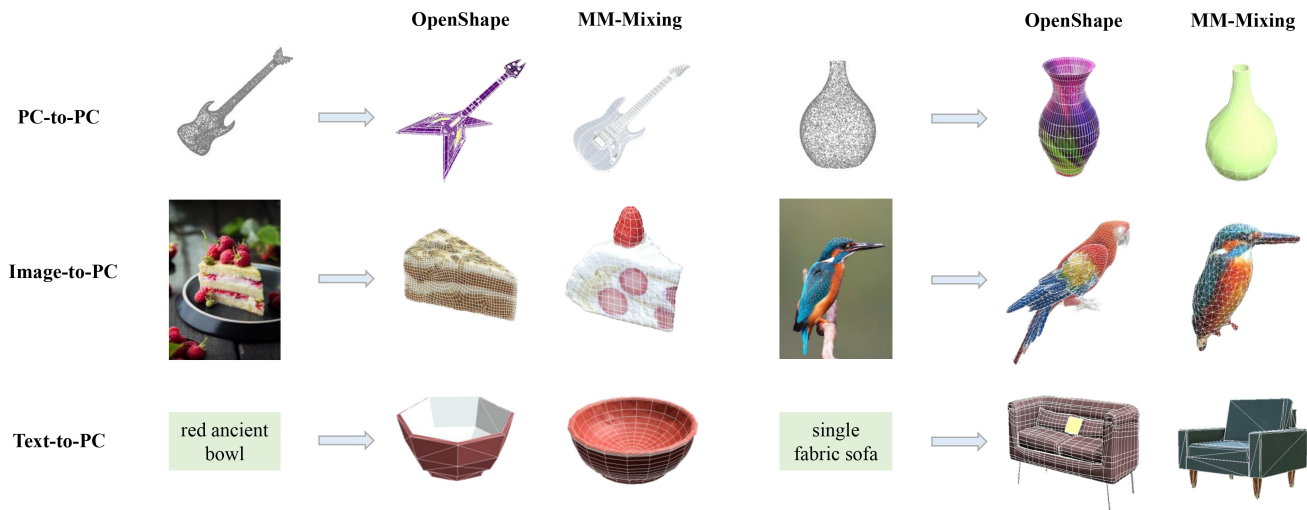 OpenShape MM-Mixing OpenShape MM-Mixing
PC-to-PC
Image-to-PC
Text-to-PC
red ancient
bowl
single
fabric sofa